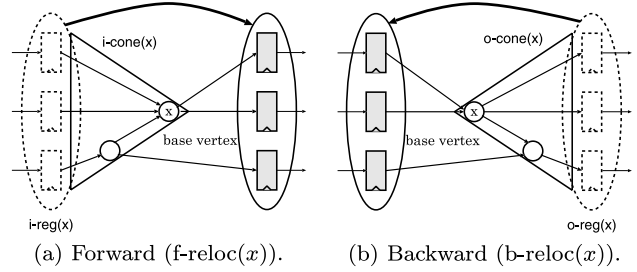 i-cone(x)
o-cone(x)
x
x
base vertex
base vertex
i-reg(x)
o-reg(x)
(a) Forward (f-reloc(x)).
(b) Backward (b-reloc(x)).